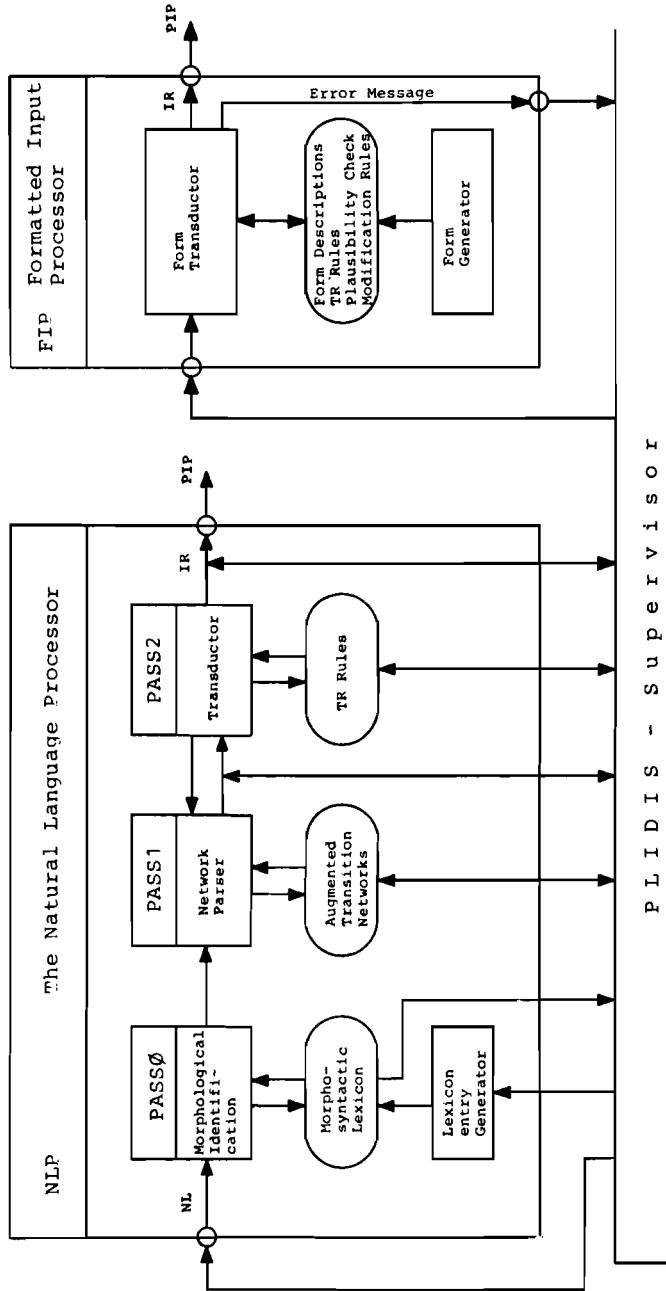 NLP The Natural Language Processor
NL
PASSØ
Morphological
Identifi-
cation
Morpho-
syntactic
Lexicon
Lexicon
entry
Generator
PASS1
Network
Parser
Augmented
Transition
Networks
PASS2
Transductor
TR Rules
IR
PIP
FIP Formatted Input
Processor
Form
Transductor
Form Descriptions
TR Rules
Plausibility Check
Modification Rules
Form
Generator
IR
PIP
Error Message
PLIDIS - Supervisor